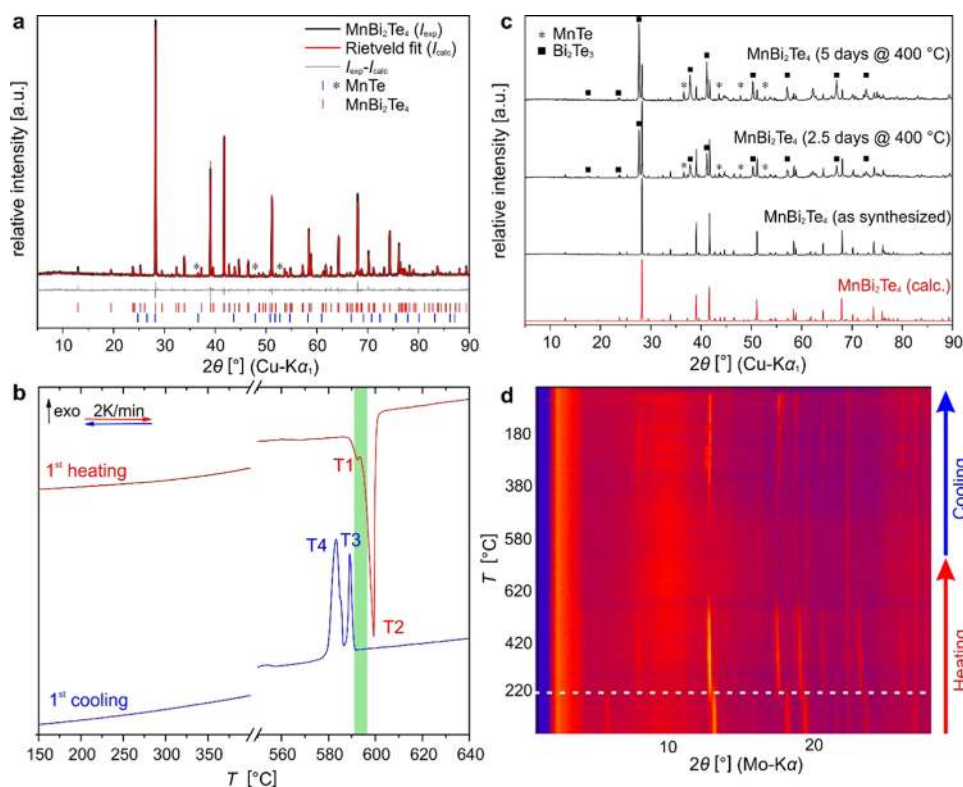 a
MnBi₂Te₄ (I_exp)
Rietveld fit (I_calc)
I_exp-I_calc
* MnTe
MnBi₂Te₄
relative intensity [a.u.]
10 20 30 40 50 60 70 80 90
2θ [°] (Cu-Kα₁)
c
* MnTe
■ Bi₂Te₃
MnBi₂Te₄ (5 days @ 400 °C)
MnBi₂Te₄ (2.5 days @ 400 °C)
MnBi₂Te₄ (as synthesized)
MnBi₂Te₄ (calc.)
relative intensity [a.u.]
10 20 30 40 50 60 70 80 90
2θ [°] (Cu-Kα₁)
b
exo
2K/min
1st heating
T1
T4
T3
T2
1st cooling
150 200 250 300 350 560 580 600 620 640
T [°C]
d
180
380
580
620
420
220
T [°C]
Cooling
Heating
10 20
2θ [°] (Mo-Kα)